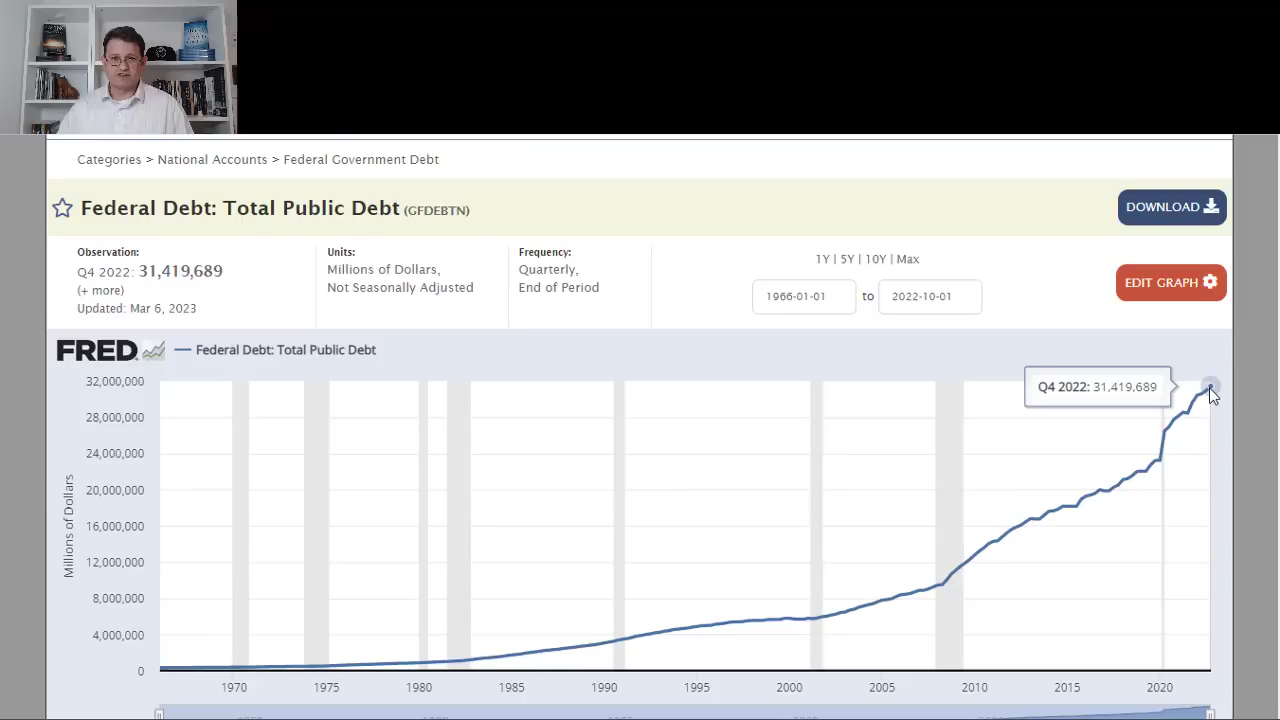 Categories > National Accounts > Federal Government Debt
Federal Debt: Total Public Debt (GFDEBTN)
DOWNLOAD
Observation:
Q4 2022: 31,419,689
(+ more)
Updated: Mar 6, 2023
Units:
Millions of Dollars,
Not Seasonally Adjusted
Frequency:
Quarterly,
End of Period
1Y | 5Y | 10Y | Max
1966-01-01 to 2022-10-01
EDIT GRAPH
FRED
Federal Debt: Total Public Debt
Q4 2022: 31,419,689
Millions of Dollars
32,000,000
28,000,000
24,000,000
20,000,000
16,000,000
12,000,000
8,000,000
4,000,000
0
1970 1975 1980 1985 1990 1995 2000 2005 2010 2015 2020